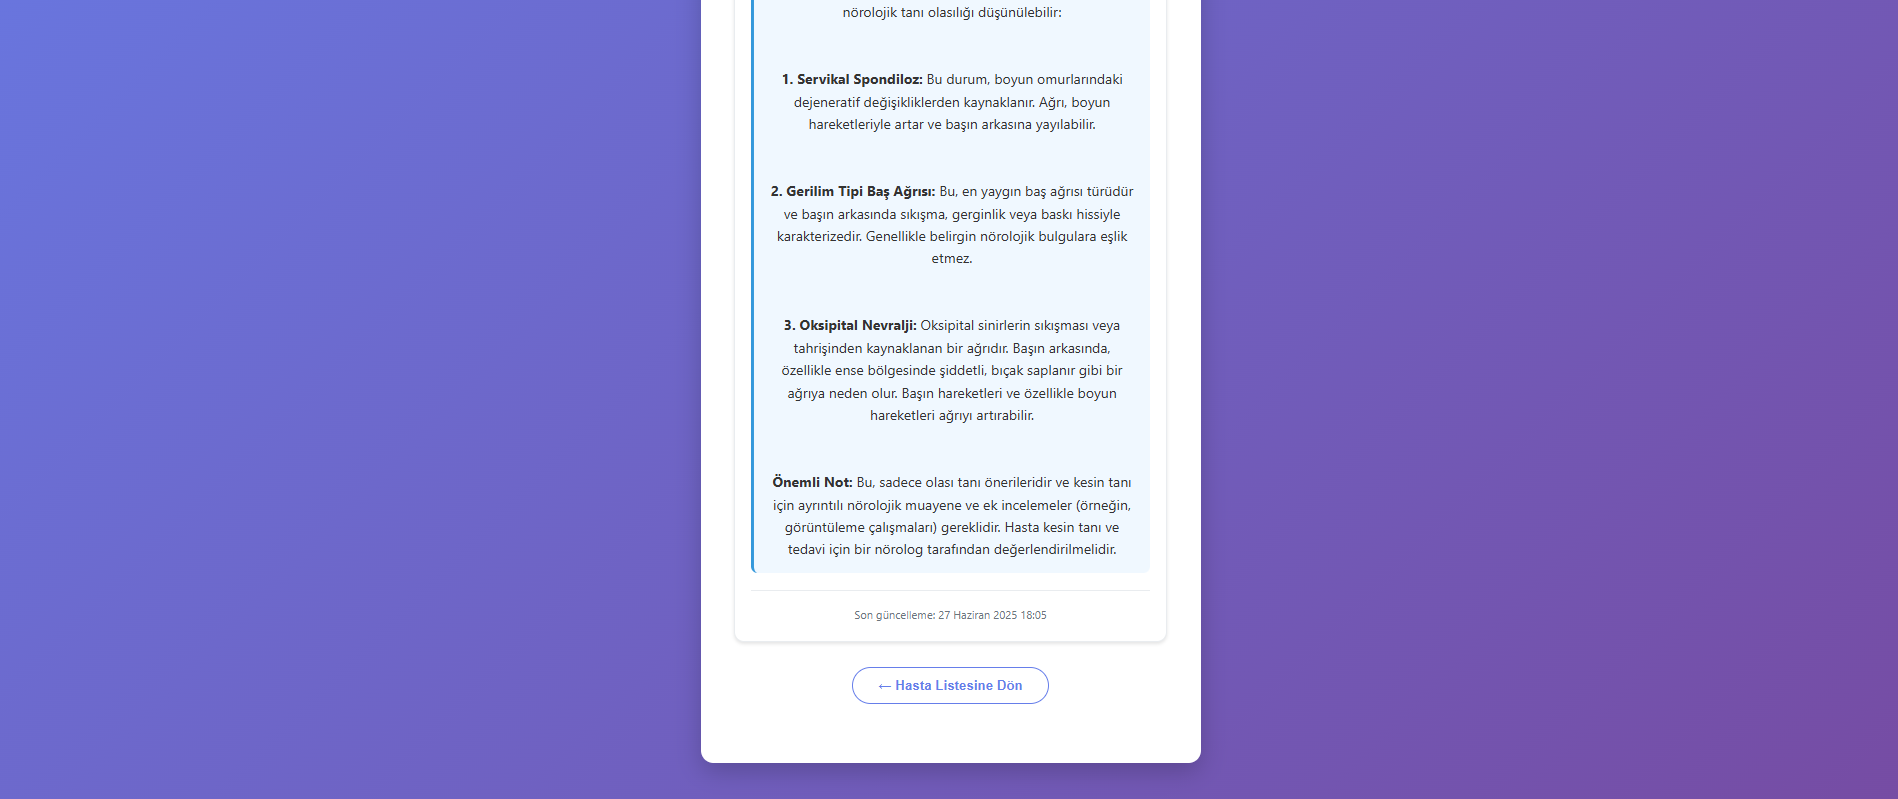 nörolojik tanı olasılığı düşünülebilir:
1. Servikal Spondiloz: Bu durum, boyun omurlarındaki
dejeneratif değişikliklerden kaynaklanır. Ağrı, boyun
hareketleriyle artar ve başın arkasına yayılabilir.
2. Gerilim Tipi Baş Ağrısı: Bu, en yaygın baş ağrısı türüdür
ve başın arkasında sıkışma, gerginlik veya baskı hissiyle
karakterizedir. Genellikle belirgin nörolojik bulgulara eşlik
etmez.
3. Oksipital Nevralji: Oksipital sinirlerin sıkışması veya
tahrişinden kaynaklanan bir ağrıdır. Başın arkasında,
özellikle ense bölgesinde şiddetli, bıçak saplanır gibi bir
ağrıya neden olur. Başın hareketleri ve özellikle boyun
hareketleri ağrıyı artırabilir.
Önemli Not: Bu, sadece olası tanı önerileridir ve kesin tanı
için ayrıntılı nörolojik muayene ve ek incelemeler (örneğin,
görüntüleme çalışmaları) gereklidir. Hasta kesin tanı ve
tedavi için bir nörolog tarafından değerlendirilmelidir.
Son güncelleme: 27 Haziran 2025 18:05
← Hasta Listesine Dön